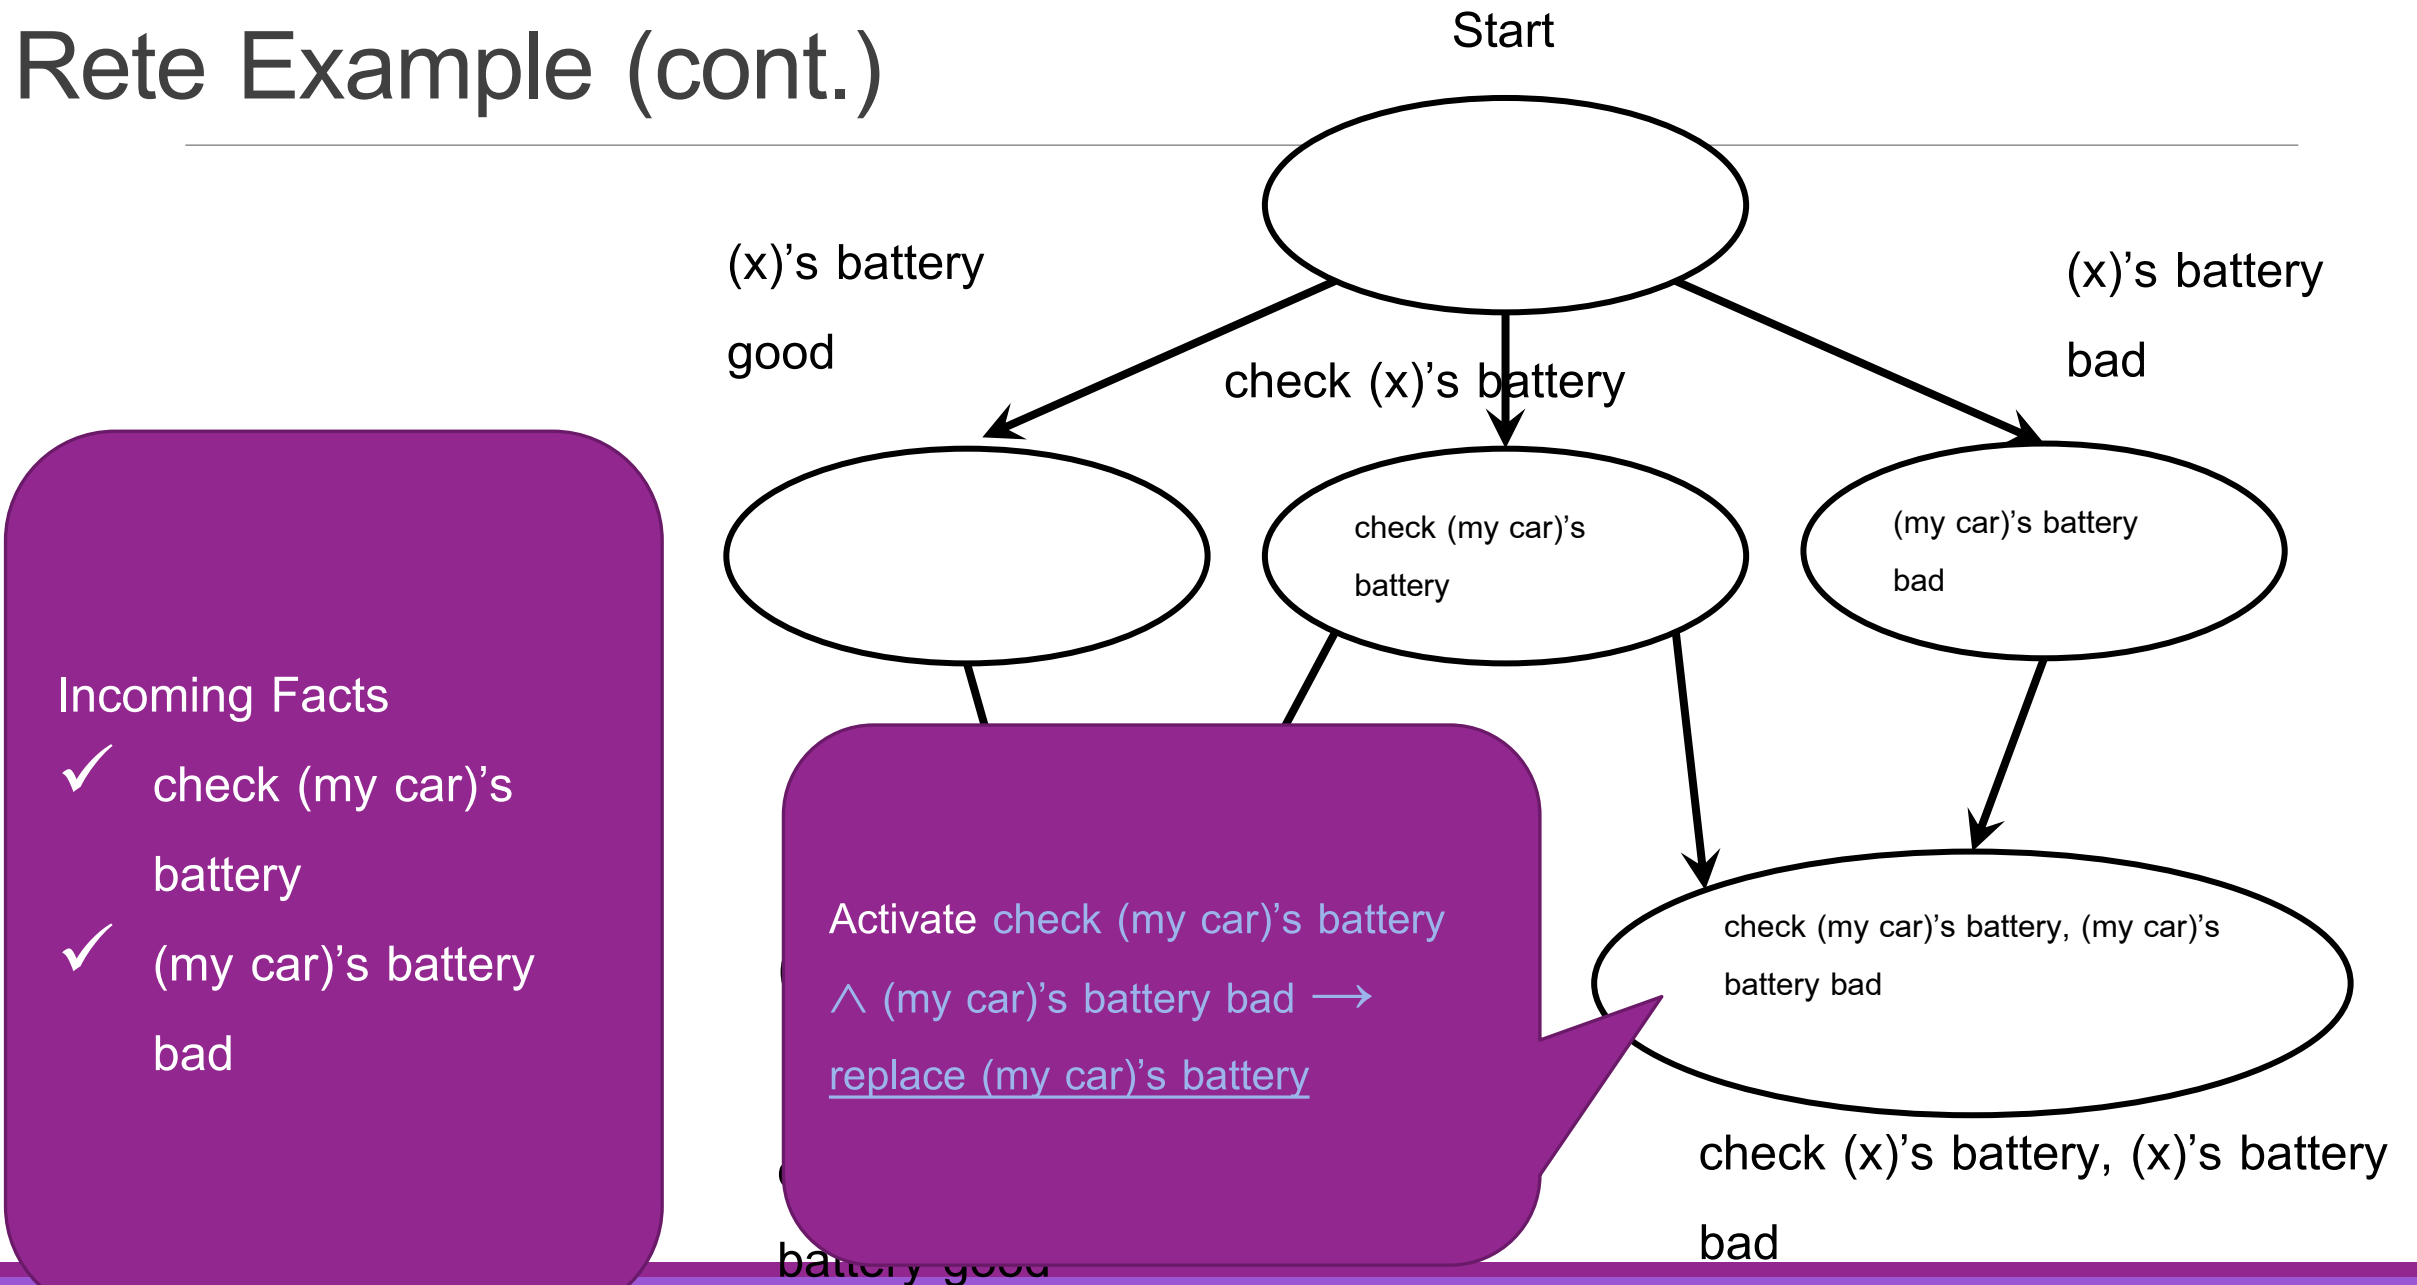 Rete Example (cont.)
Start
(x)’s battery
good
check (x)’s battery
(x)’s battery
bad
check (my car)’s
battery
(my car)’s battery
bad
Incoming Facts
✓ check (my car)’s
battery
✓ (my car)’s battery
bad
Activate check (my car)’s battery
∧ (my car)’s battery bad →
replace (my car)’s battery
check (my car)’s battery, (my car)’s
battery bad
check (x)’s battery, (x)’s battery
bad
battery good